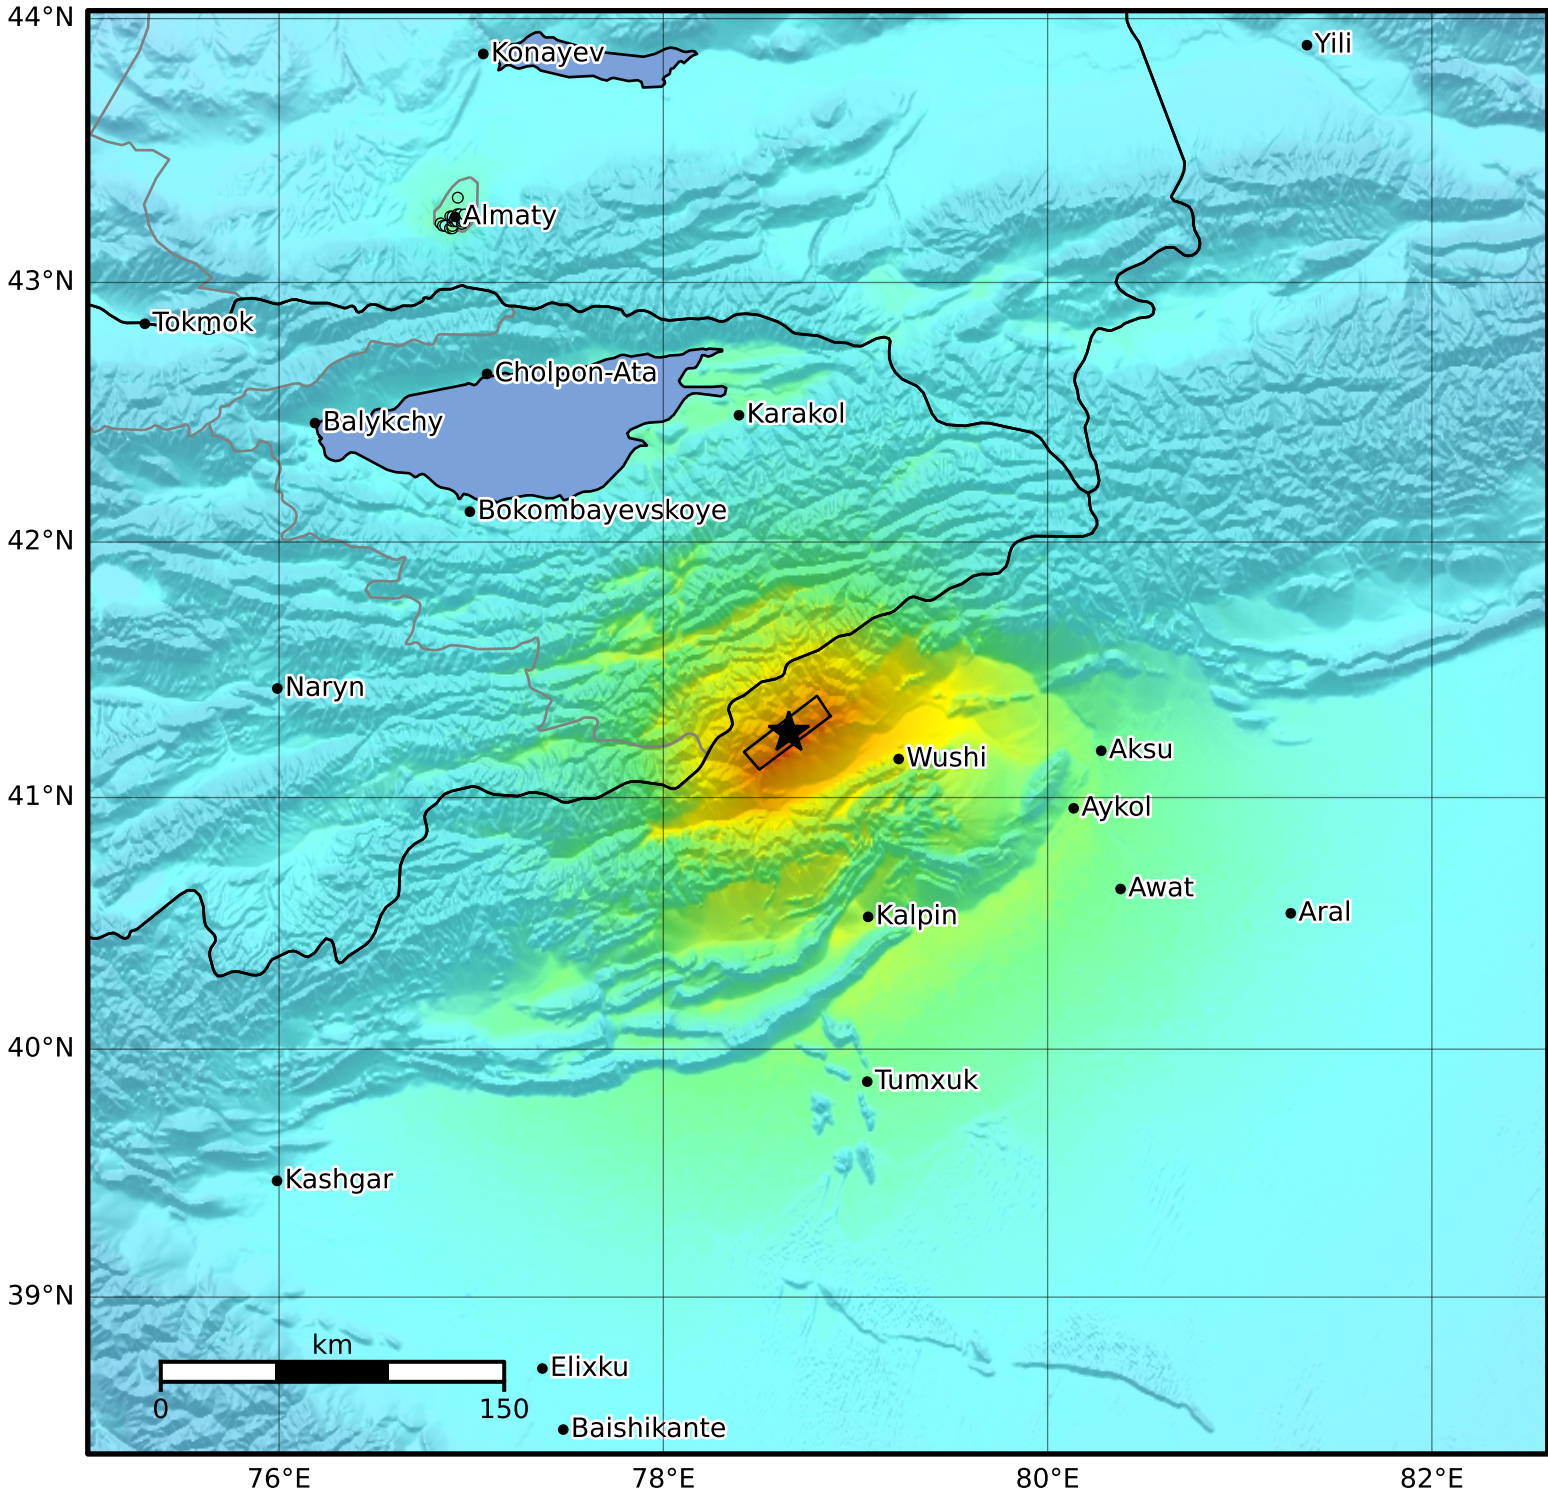 44°N
Konayev
Yili
Almaty
43°N
Tokmok
Cholpon-Ata
Balykchy
Karakol
Bokombayevskoye
42°N
Naryn
Wushi
Aksu
41°N
Aykol
Awat
Kalpin
Aral
40°N
Tumxuk
Kashgar
39°N
km
Elixku
0
150
Baishikante
76°E
78°E
80°E
82°E